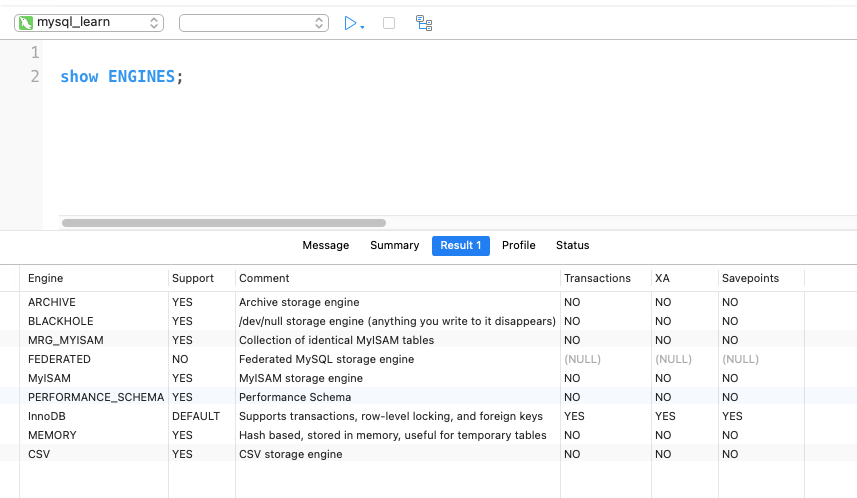 mysql_learn
1
2 show ENGINES;
Message Summary Result 1 Profile Status
Engine Support Comment Transactions XA Savepoints
ARCHIVE YES Archive storage engine NO NO NO
BLACKHOLE YES /dev/null storage engine (anything you write to it disappears) NO NO NO
MRG_MYISAM YES Collection of identical MyISAM tables NO NO NO
FEDERATED NO Federated MySQL storage engine (NULL) (NULL) (NULL)
MyISAM YES MyISAM storage engine NO NO NO
PERFORMANCE_SCHEMA YES Performance Schema NO NO NO
InnoDB DEFAULT Supports transactions, row-level locking, and foreign keys YES YES YES
MEMORY YES Hash based, stored in memory, useful for temporary tables NO NO NO
CSV YES CSV storage engine NO NO NO